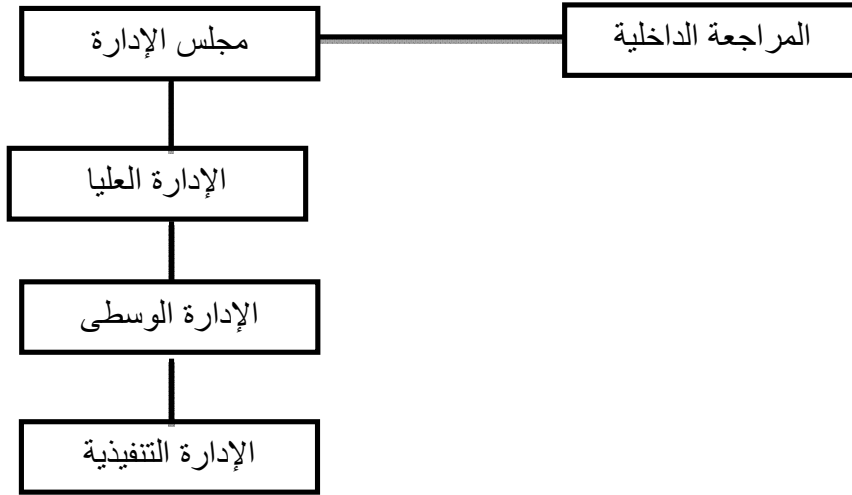 المراجعة الداخلية
مجلس الإدارة
الإدارة العليا
الإدارة الوسطى
الإدارة التنفيذية